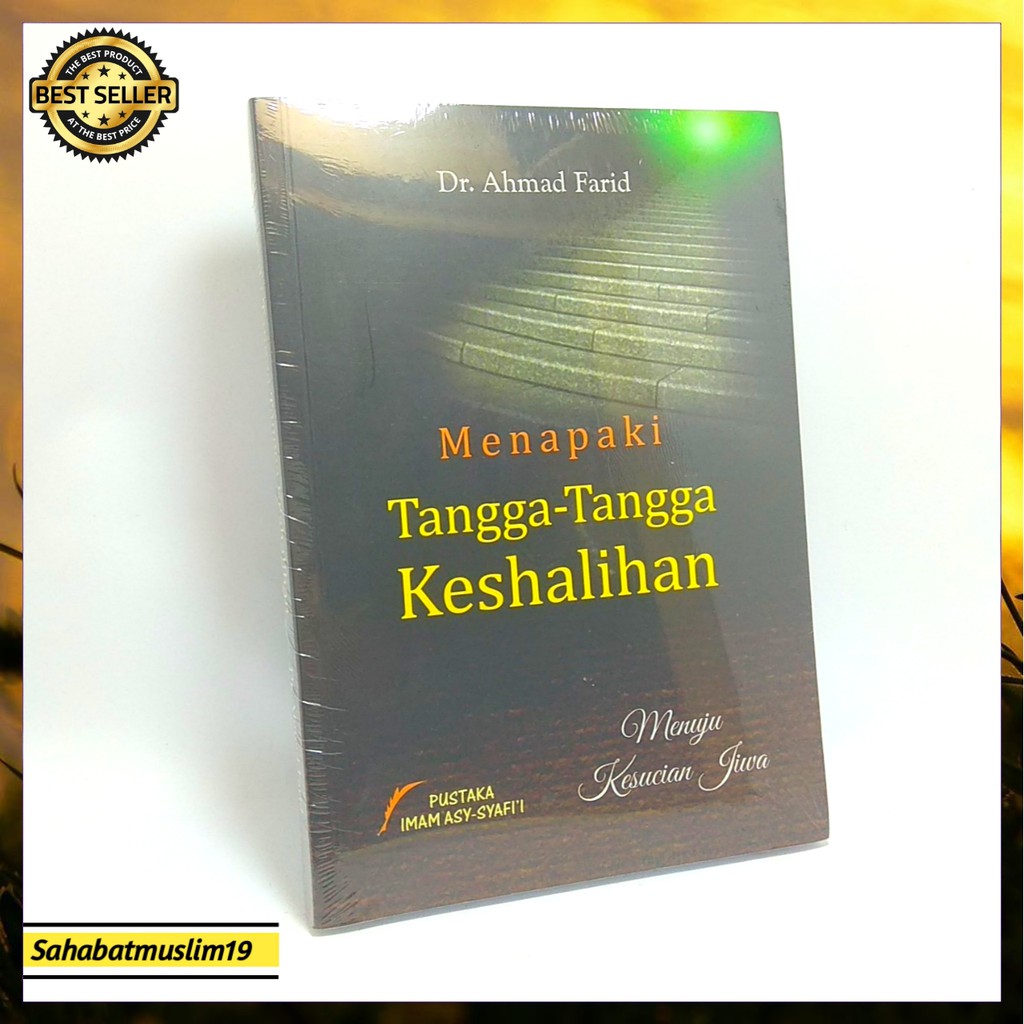 THE BEST PRODUCT
BEST SELLER
AT THE BEST PRICE
Dr. Ahmad Farid
Menapaki
Tangga-Tangga
Keshalihan
Menuju
Kesucian Jiwa
PUSTAKA
IMAM ASY-SYAFI'I
Sahabatmuslim19